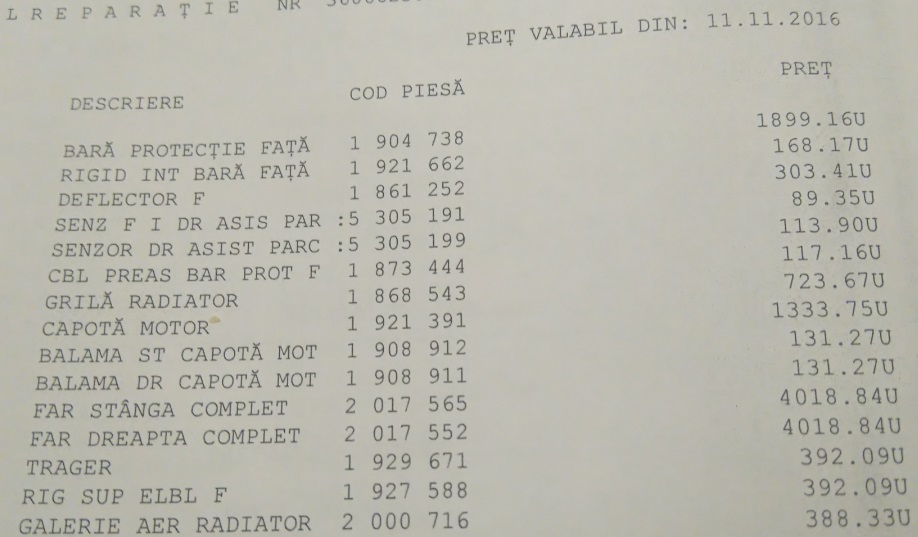 LREPARAȚIE NR
PREȚ VALABIL DIN: 11.11.2016
DESCRIERE COD PIESĂ PREȚ
BARĂ PROTECȚIE FAȚĂ 1 904 738 1899.16U
RIGID INT BARĂ FAȚĂ 1 921 662 168.17U
DEFLECTOR F 1 861 252 303.41U
SENZ F I DR ASIS PAR :5 305 191 89.35U
SENZOR DR ASIST PARC :5 305 199 113.90U
CBL PREAS BAR PROT F 1 873 444 117.16U
GRILĂ RADIATOR 1 868 543 723.67U
CAPOTĂ MOTOR 1 921 391 1333.75U
BALAMA ST CAPOTĂ MOT 1 908 912 131.27U
BALAMA DR CAPOTĂ MOT 1 908 911 131.27U
FAR STÂNGA COMPLET 2 017 565 4018.84U
FAR DREAPTA COMPLET 2 017 552 4018.84U
TRAGER 1 929 671 392.09U
RIG SUP ELBL F 1 927 588 392.09U
GALERIE AER RADIATOR 2 000 716 388.33U